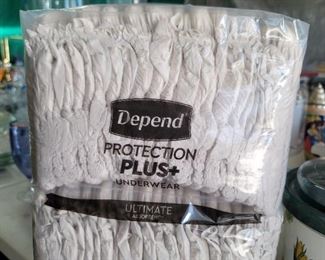 Depend
PROTECTION
PLUS+
UNDERWEAR
ULTIMATE